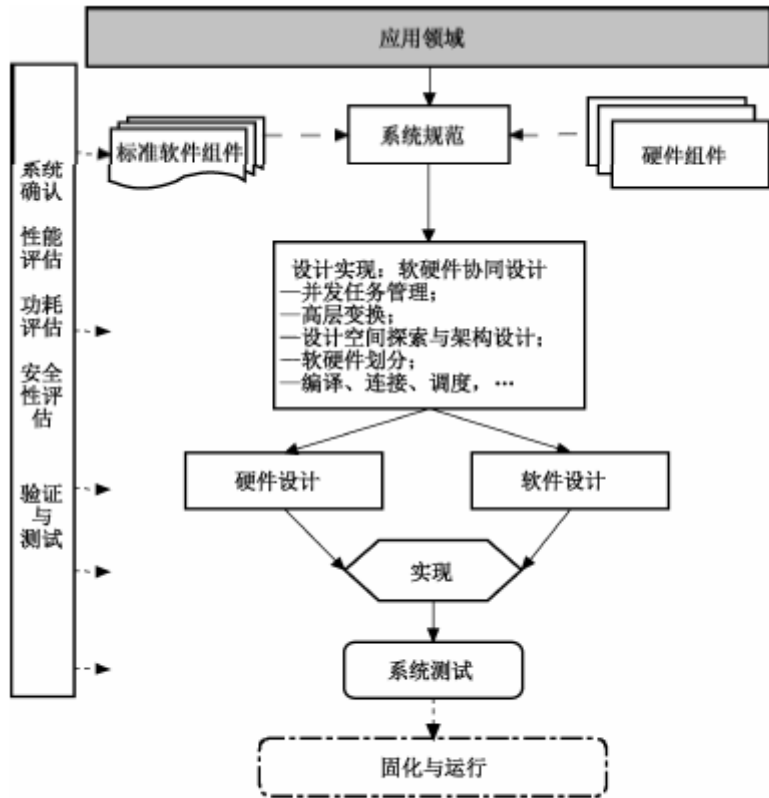 应用领域
标准软件组件
系统规范
硬件组件
系统
确认
性能
评估
功耗
评估
安全
性评
估
验证
与
测试
设计实现：软硬件协同设计
—并发任务管理；
—高层变换；
—设计空间探索与架构设计；
—软硬件划分；
—编译、连接、调度，…
硬件设计
软件设计
实现
系统测试
固化与运行